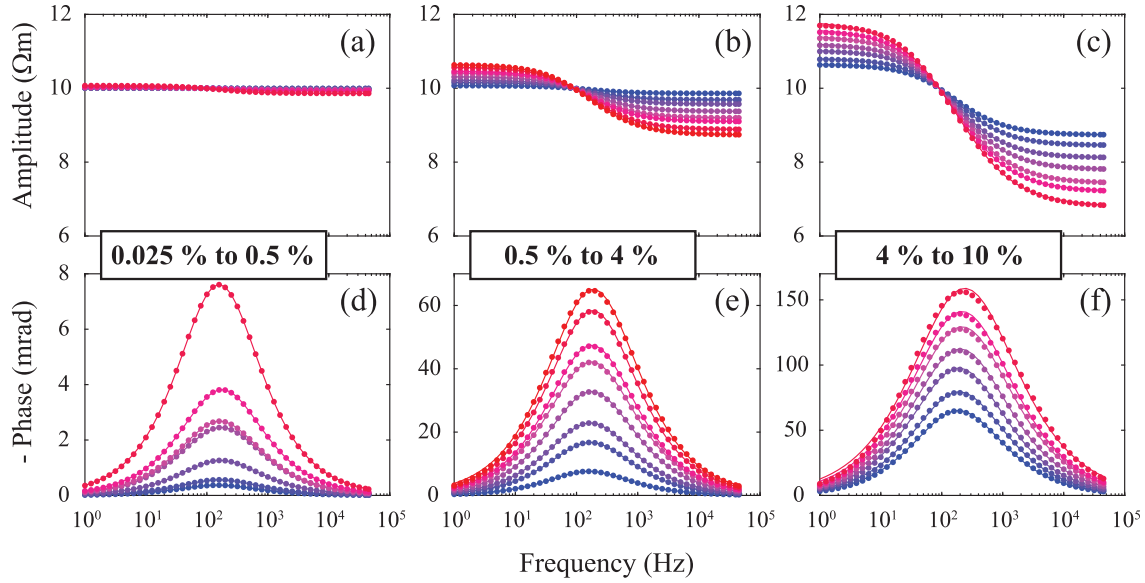 12
10
8
6
Amplitude (Ωm)
(a)
12
10
8
6
(b)
12
10
8
6
(c)
0.025 % to 0.5 %
0.5 % to 4 %
4 % to 10 %
8
6
4
2
0
- Phase (mrad)
(d)
60
40
20
0
(e)
150
100
50
0
(f)
10⁰ 10¹ 10² 10³ 10⁴ 10⁵
10⁰ 10¹ 10² 10³ 10⁴ 10⁵
10⁰ 10¹ 10² 10³ 10⁴ 10⁵
Frequency (Hz)